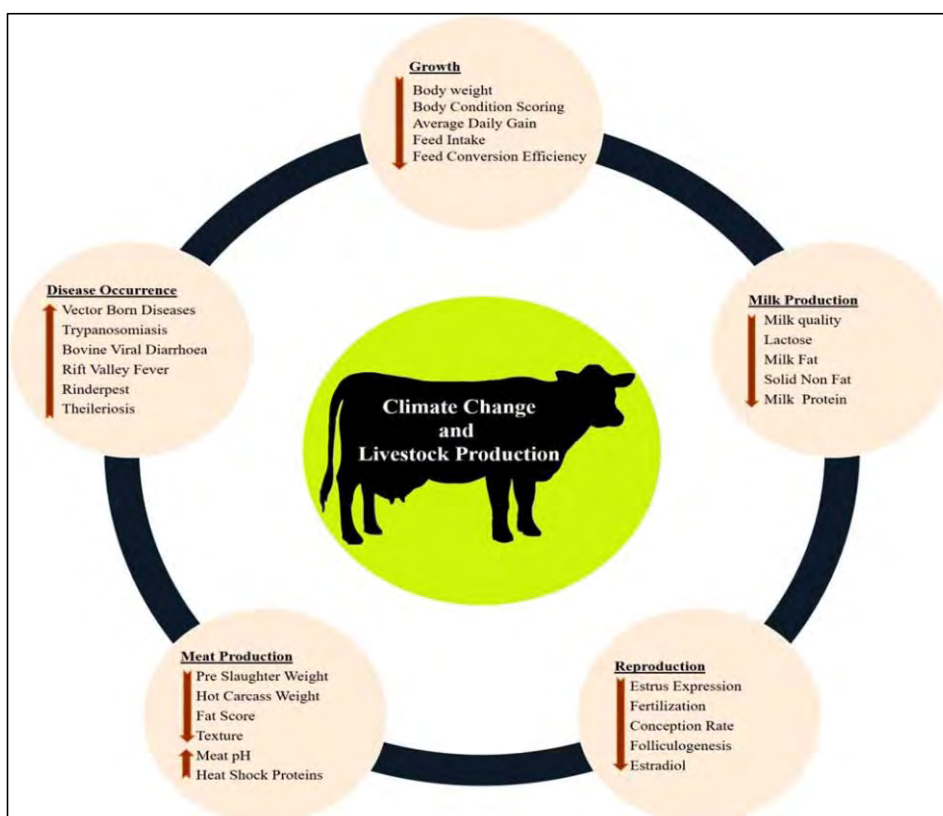 Growth
Body weight
Body Condition Scoring
Average Daily Gain
Feed Intake
Feed Conversion Efficiency
Disease Occurrence
Vector Born Diseases
Trypanosomiasis
Bovine Viral Diarrhoea
Rift Valley Fever
Rinderpest
Theileriosis
Milk Production
Milk quality
Lactose
Milk Fat
Solid Non Fat
Milk Protein
Climate Change
and
Livestock Production
Meat Production
Pre Slaughter Weight
Hot Carcass Weight
Fat Score
Texture
Meat pH
Heat Shock Proteins
Reproduction
Estrus Expression
Fertilization
Conception Rate
Folliculogenesis
Estradiol